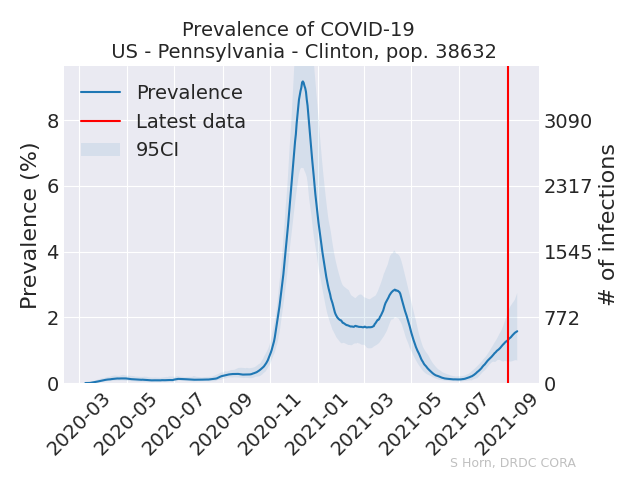 Prevalence of COVID-19
US - Pennsylvania - Clinton, pop. 38632
Prevalence
Latest data
95CI
Prevalence (%)
8
6
4
2
0
# of infections
3090
2317
1545
772
0
2020-03
2020-05
2020-07
2020-09
2020-11
2021-01
2021-03
2021-05
2021-07
2021-09
S Horn, DRDC CORA